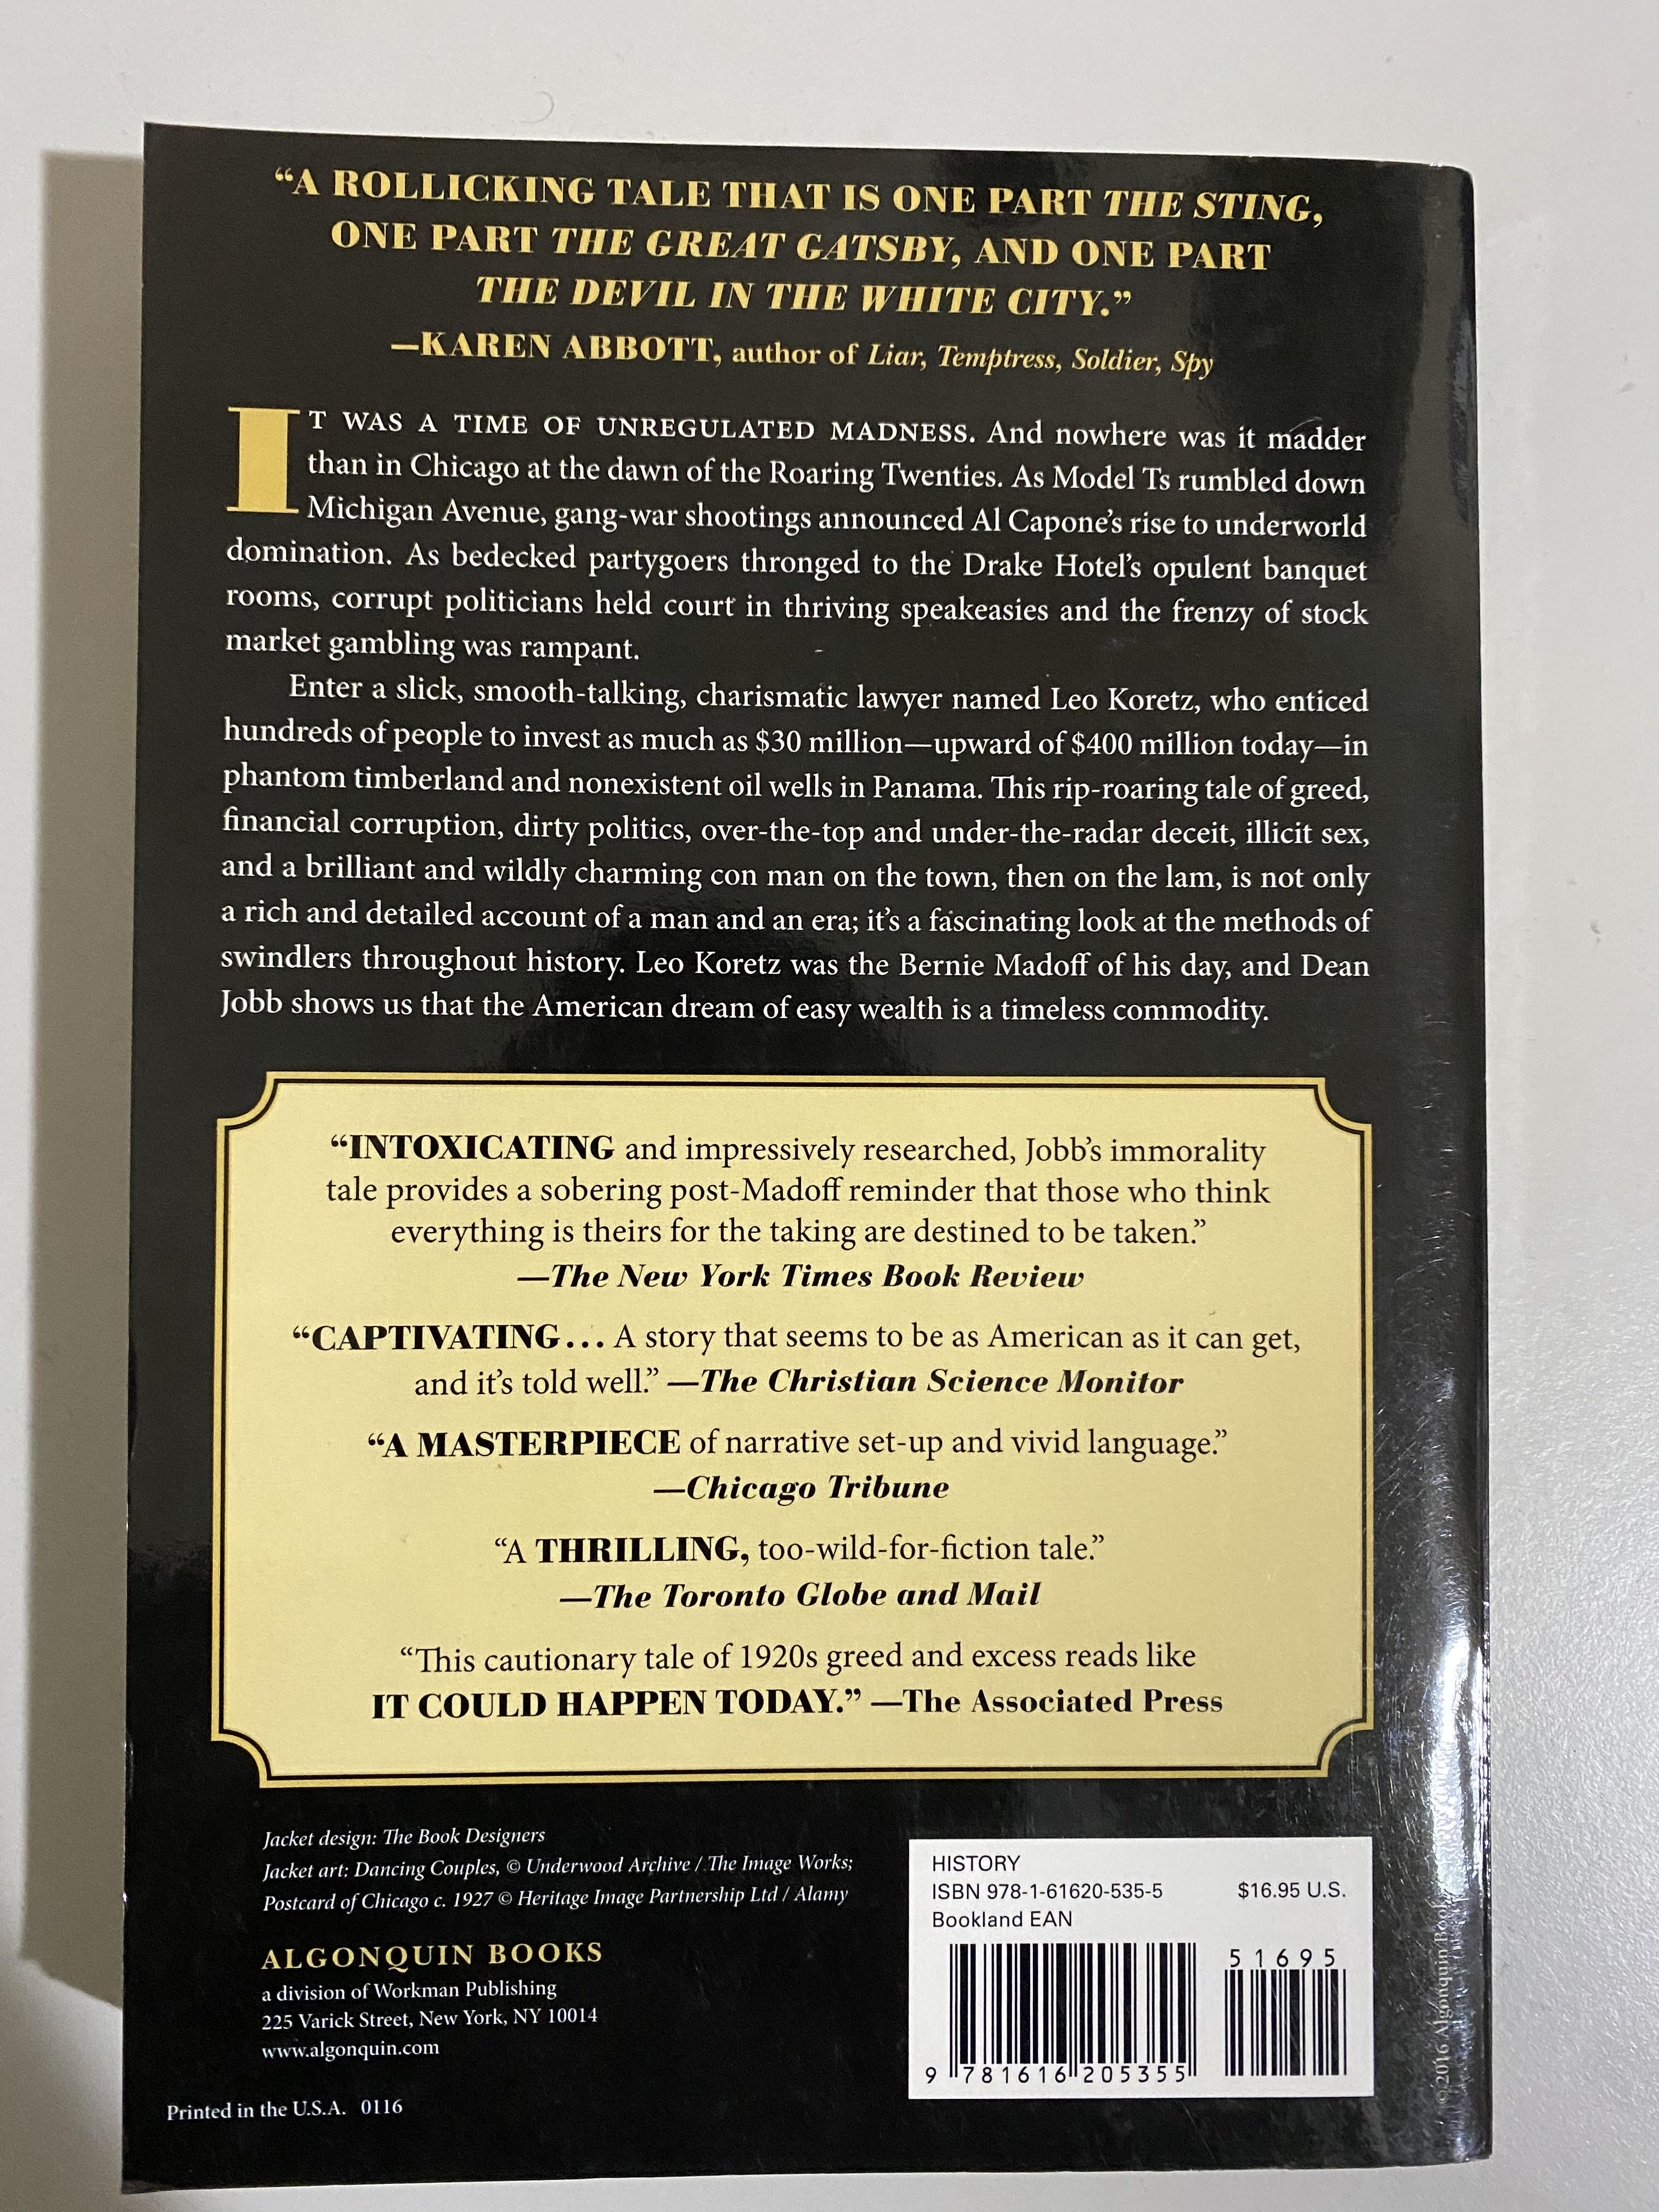 “A ROLLICKING TALE THAT IS ONE PART THE STING,
ONE PART THE GREAT GATSBY, AND ONE PART
THE DEVIL IN THE WHITE CITY.”
—KAREN ABBOTT, author of Liar, Temptress, Soldier, Spy
IT WAS A TIME OF UNREGULATED MADNESS. And nowhere was it madder
than in Chicago at the dawn of the Roaring Twenties. As Model Ts rumbled down
Michigan Avenue, gang-war shootings announced Al Capone’s rise to underworld
domination. As bedecked partygoers thronged to the Drake Hotel’s opulent banquet
rooms, corrupt politicians held court in thriving speakeasies and the frenzy of stock
market gambling was rampant.
Enter a slick, smooth-talking, charismatic lawyer named Leo Koretz, who enticed
hundreds of people to invest as much as $30 million—upward of $400 million today—in
phantom timberland and nonexistent oil wells in Panama. This rip-roaring tale of greed,
financial corruption, dirty politics, over-the-top and under-the-radar deceit, illicit sex,
and a brilliant and wildly charming con man on the town, then on the lam, is not only
a rich and detailed account of a man and an era; it’s a fascinating look at the methods of
swindlers throughout history. Leo Koretz was the Bernie Madoff of his day, and Dean
Jobb shows us that the American dream of easy wealth is a timeless commodity.
“INTOXICATING and impressively researched, Jobb’s immorality
tale provides a sobering post-Madoff reminder that those who think
everything is theirs for the taking are destined to be taken.”
—The New York Times Book Review
“CAPTIVATING... A story that seems to be as American as it can get,
and it’s told well.” —The Christian Science Monitor
“A MASTERPIECE of narrative set-up and vivid language.”
—Chicago Tribune
“A THRILLING, too-wild-for-fiction tale.”
—The Toronto Globe and Mail
“This cautionary tale of 1920s greed and excess reads like
IT COULD HAPPEN TODAY.” —The Associated Press
Jacket design: The Book Designers
Jacket art: Dancing Couples, © Underwood Archive / The Image Works;
Postcard of Chicago c. 1927 © Heritage Image Partnership Ltd / Alamy
ALGONQUIN BOOKS
a division of Workman Publishing
225 Varick Street, New York, NY 10014
www.algonquin.com
Printed in the U.S.A. 0116
HISTORY
ISBN 978-1-61620-535-5 $16.95 U.S.
Bookland EAN
51695
9 781616 205355
©2016 Algonquin Books